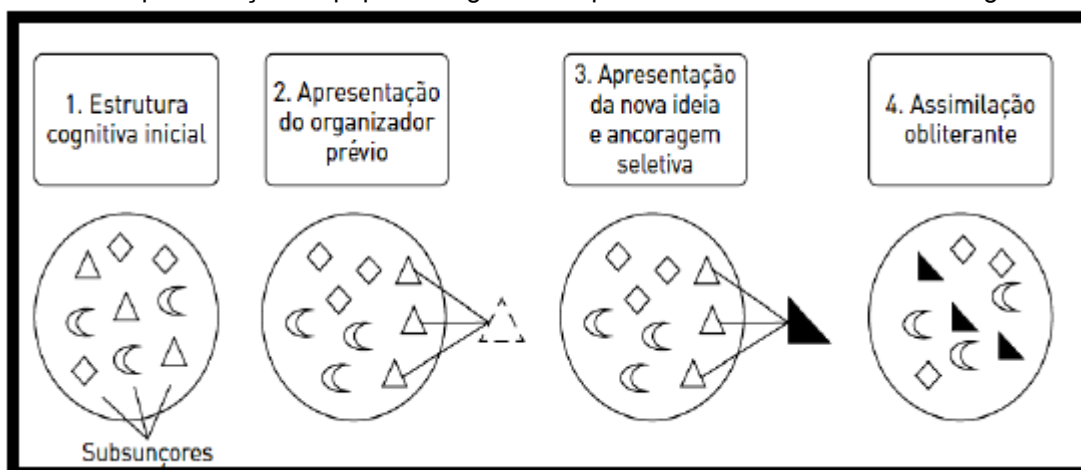 1. Estrutura
cognitiva inicial
2. Apresentação
do organizador
prévio
3. Apresentação
da nova ideia
e ancoragem
seletiva
4. Assimilação
obliterante
Subsunçores